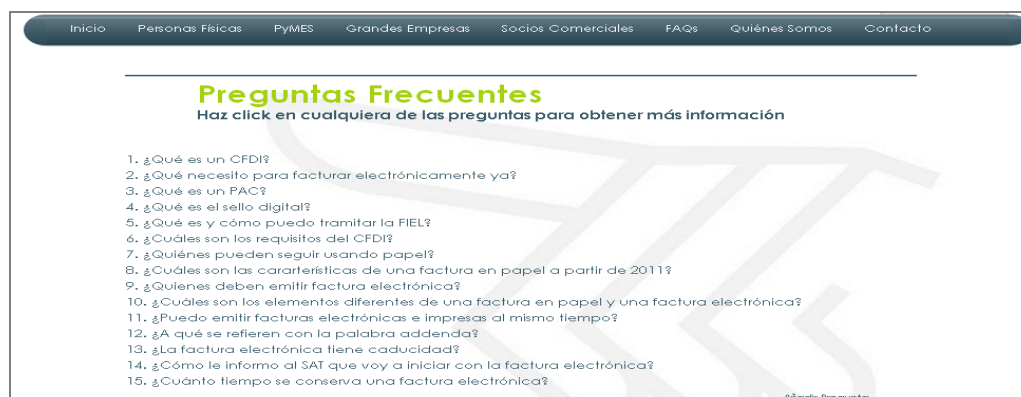 Inicio Personas Físicas PyMES Grandes Empresas Socios Comerciales FAQs Quiénes Somos Contacto
Preguntas Frecuentes
Haz click en cualquiera de las preguntas para obtener más información
1. ¿Qué es un CFDI?
2. ¿Qué necesito para facturar electrónicamente ya?
3. ¿Qué es un PAC?
4. ¿Qué es el sello digital?
5. ¿Qué es y cómo puedo tramitar la FIEL?
6. ¿Cuáles son los requisitos del CFDI?
7. ¿Quiénes pueden seguir usando papel?
8. ¿Cuáles son las cararterísticas de una factura en papel a partir de 2011?
9. ¿Quienes deben emitir factura electrónica?
10. ¿Cuáles son los elementos diferentes de una factura en papel y una factura electrónica?
11. ¿Puedo emitir facturas electrónicas e impresas al mismo tiempo?
12. ¿A qué se refieren con la palabra addenda?
13. ¿La factura electrónica tiene caducidad?
14. ¿Cómo le informo al SAT que voy a iniciar con la factura electrónica?
15. ¿Cuánto tiempo se conserva una factura electrónica?